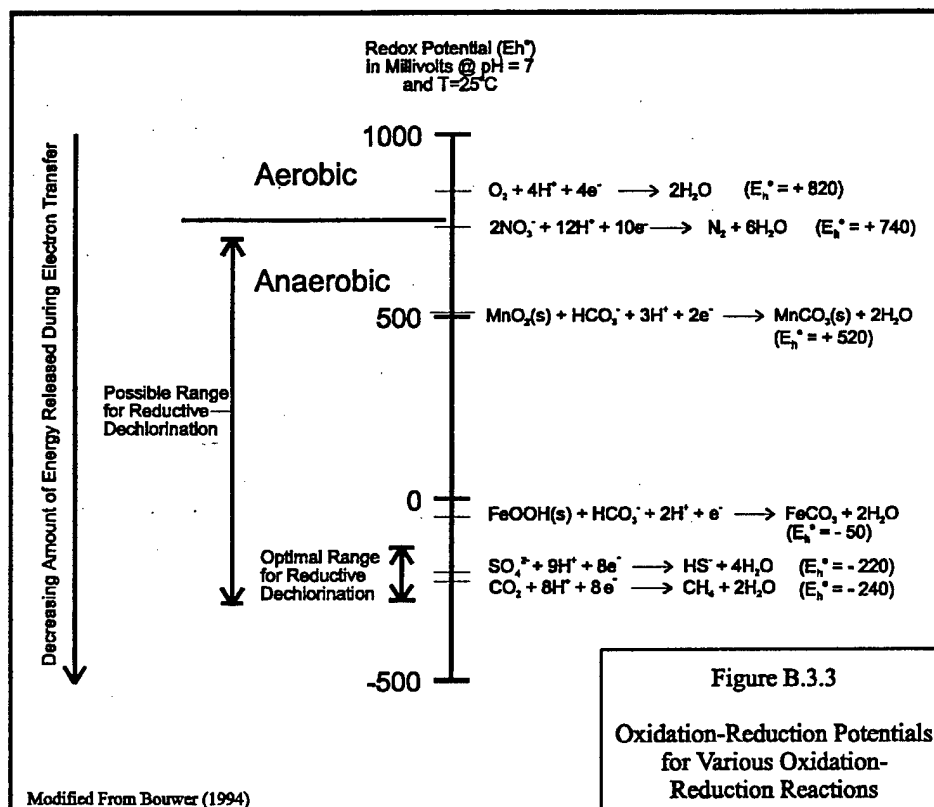 Redox Potential (Eh°)
in Millivolts @ pH = 7
and T=25°C
Decreasing Amount of Energy Released During Electron Transfer
1000
Aerobic
O₂ + 4H⁺ + 4e⁻ → 2H₂O (Eₕ° = + 820)
2NO₃⁻ + 12H⁺ + 10e⁻ → N₂ + 6H₂O (Eₕ° = + 740)
Anaerobic
500
MnO₂(s) + HCO₃⁻ + 3H⁺ + 2e⁻ → MnCO₃(s) + 2H₂O
(Eₕ° = + 520)
Possible Range
for Reductive
Dechlorination
0
FeOOH(s) + HCO₃⁻ + 2H⁺ + e⁻ → FeCO₃ + 2H₂O
(Eₕ° = - 50)
Optimal Range
for Reductive
Dechlorination
SO₄²⁻ + 9H⁺ + 8e⁻ → HS⁻ + 4H₂O (Eₕ° = - 220)
CO₂ + 8H⁺ + 8e⁻ → CH₄ + 2H₂O (Eₕ° = - 240)
-500
Figure B.3.3
Oxidation-Reduction Potentials
for Various Oxidation-
Reduction Reactions
Modified From Bouwer (1994)